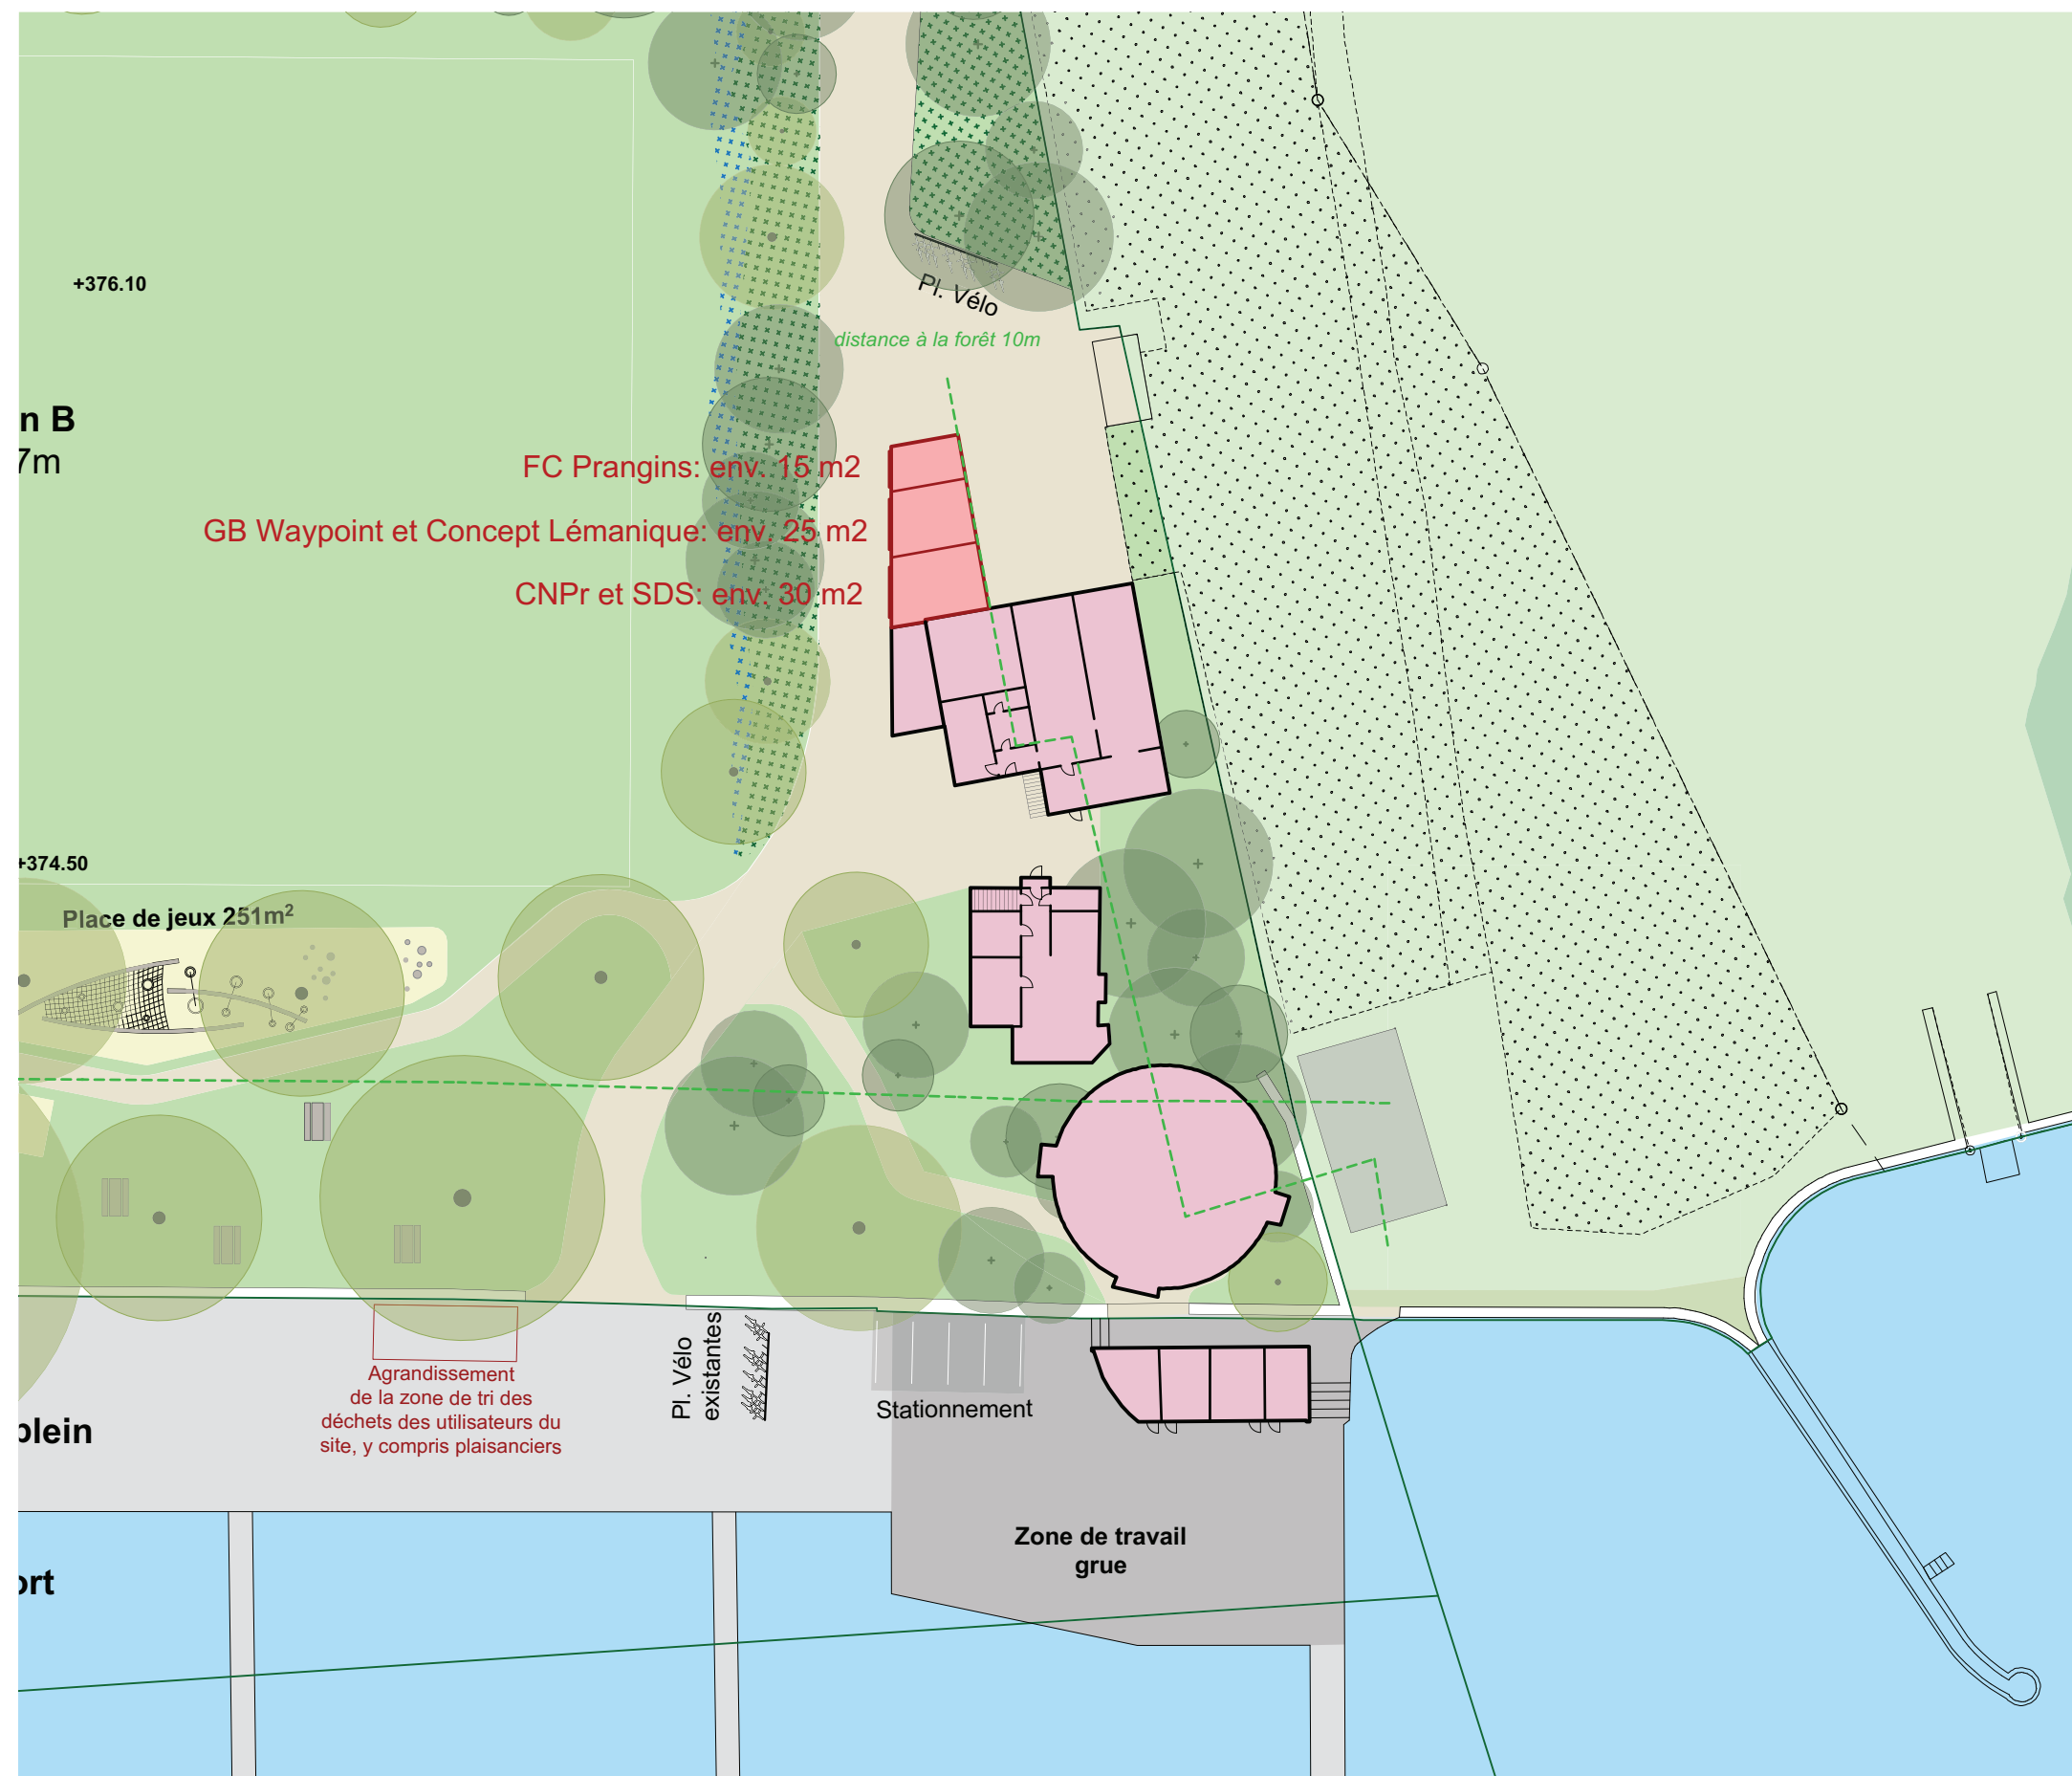 +376.10
Pl. Vélo
distance à la forêt 10m
n B
7m
FC Prangins: env. 15 m2
GB Waypoint et Concept Lémanique: env. 25 m2
CNPr et SDS: env. 30 m2
+374.50
Place de jeux 251m²
Pl. Vélo
existantes
Agrandissement
de la zone de tri des
déchets des utilisateurs du
site, y compris plaisanciers
Stationnement
plein
Zone de travail
grue
ort